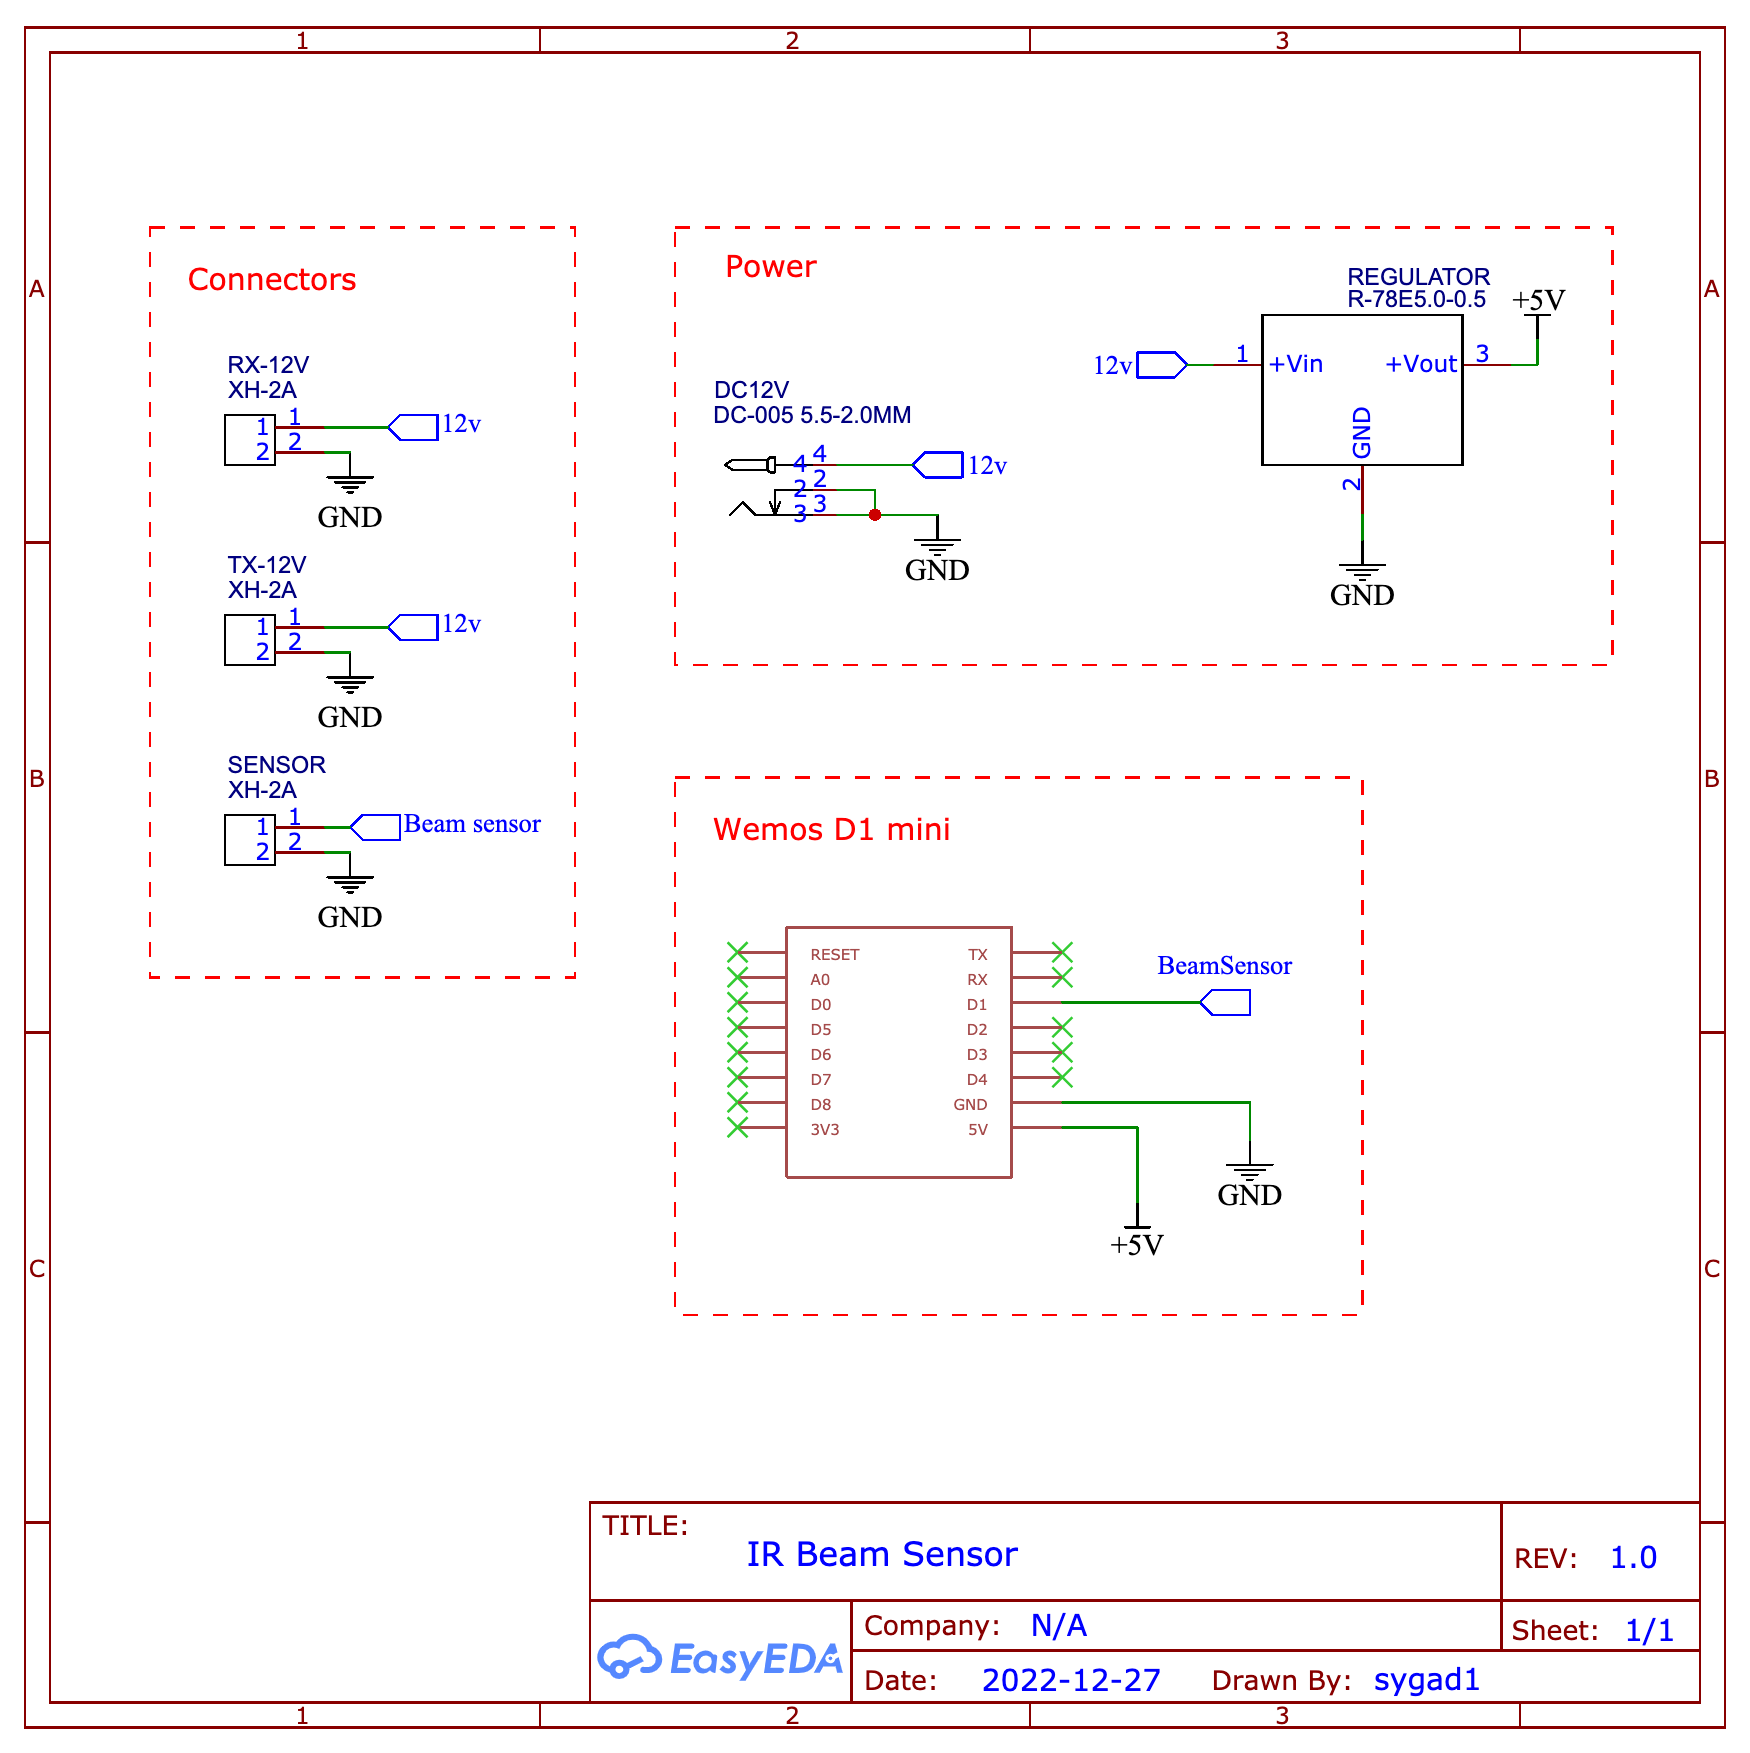 1 2 3
A A
B B
C C
Connectors
RX-12V
XH-2A
1 1 12v
2 2
GND
TX-12V
XH-2A
1 1 12v
2 2
GND
SENSOR
XH-2A
1 1 Beam sensor
2 2
GND
Power
DC12V
DC-005 5.5-2.0MM
4 4 12v
2 2
3 3
GND
REGULATOR
R-78E5.0-0.5
+5V
12v 1 +Vin +Vout 3
GND
2
GND
Wemos D1 mini
RESET TX
A0 RX
D0 D1
D5 D2
D6 D3
D7 D4
D8 GND
3V3 5V
BeamSensor
GND
+5V
TITLE:
IR Beam Sensor
REV: 1.0
EasyEDA
Company: N/A
Sheet: 1/1
Date: 2022-12-27 Drawn By: sygad1
1 2 3